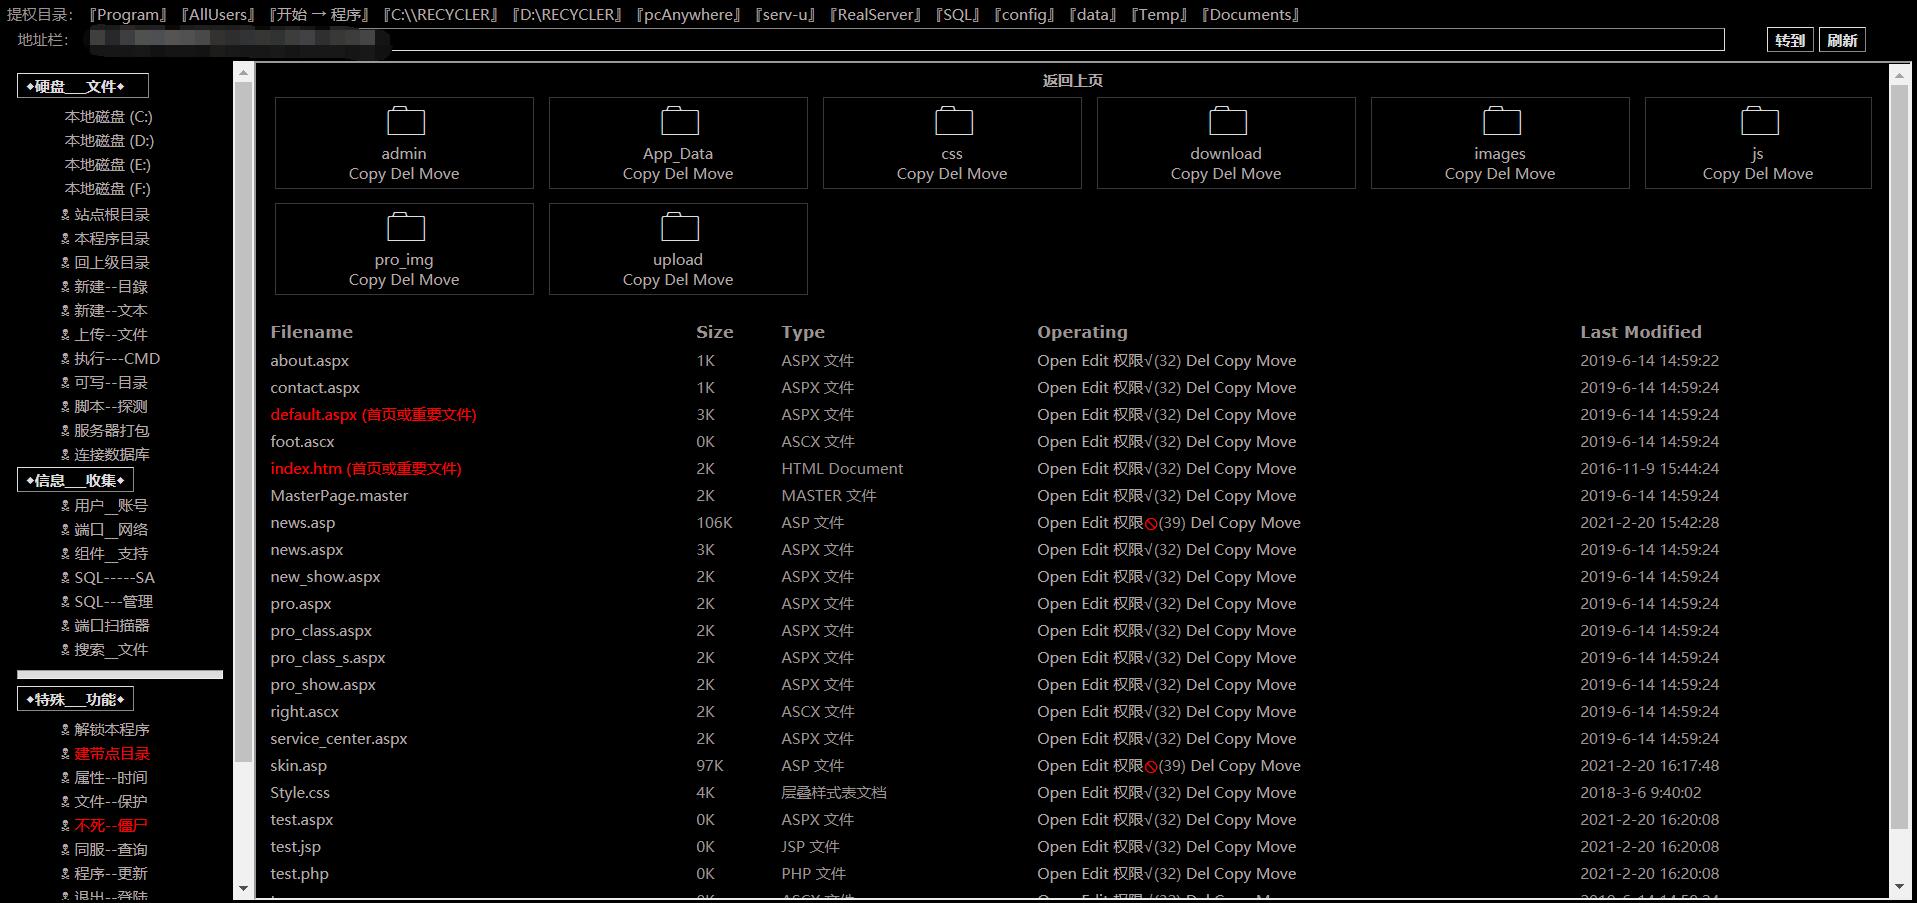 提权目录： 『Program』 『AllUsers』 『开始 → 程序』 『C:\\RECYCLER』 『D:\RECYCLER』 『pcAnywhere』 『serv-u』 『RealServer』 『SQL』 『config』 『data』 『Temp』 『Documents』
地址栏： 转到 刷新
◆硬盘___文件◆
本地磁盘 (C:)
本地磁盘 (D:)
本地磁盘 (E:)
本地磁盘 (F:)
站点根目录
本程序目录
回上级目录
新建--目錄
新建--文本
上传--文件
执行---CMD
可写--目录
脚本--探测
服务器打包
连接数据库
◆信息___收集◆
用户__账号
端口__网络
组件__支持
SQL-----SA
SQL---管理
端口扫描器
搜索__文件
◆特殊___功能◆
解锁本程序
建带点目录
属性--时间
文件--保护
不死--僵尸
同服--查询
程序--更新
退出--登陆
返回上页
admin
Copy Del Move
App_Data
Copy Del Move
css
Copy Del Move
download
Copy Del Move
images
Copy Del Move
js
Copy Del Move
pro_img
Copy Del Move
upload
Copy Del Move
Filename Size Type Operating Last Modified
about.aspx 1K ASPX 文件 Open Edit 权限√(32) Del Copy Move 2019-6-14 14:59:22
contact.aspx 1K ASPX 文件 Open Edit 权限√(32) Del Copy Move 2019-6-14 14:59:24
default.aspx (首页或重要文件) 3K ASPX 文件 Open Edit 权限√(32) Del Copy Move 2019-6-14 14:59:24
foot.ascx 0K ASCX 文件 Open Edit 权限√(32) Del Copy Move 2019-6-14 14:59:24
index.htm (首页或重要文件) 2K HTML Document Open Edit 权限√(32) Del Copy Move 2016-11-9 15:44:24
MasterPage.master 2K MASTER 文件 Open Edit 权限√(32) Del Copy Move 2019-6-14 14:59:24
news.asp 106K ASP 文件 Open Edit 权限🚫(39) Del Copy Move 2021-2-20 15:42:28
news.aspx 3K ASPX 文件 Open Edit 权限√(32) Del Copy Move 2019-6-14 14:59:24
new_show.aspx 2K ASPX 文件 Open Edit 权限√(32) Del Copy Move 2019-6-14 14:59:24
pro.aspx 2K ASPX 文件 Open Edit 权限√(32) Del Copy Move 2019-6-14 14:59:24
pro_class.aspx 2K ASPX 文件 Open Edit 权限√(32) Del Copy Move 2019-6-14 14:59:24
pro_class_s.aspx 2K ASPX 文件 Open Edit 权限√(32) Del Copy Move 2019-6-14 14:59:24
pro_show.aspx 2K ASPX 文件 Open Edit 权限√(32) Del Copy Move 2019-6-14 14:59:24
right.ascx 2K ASCX 文件 Open Edit 权限√(32) Del Copy Move 2019-6-14 14:59:24
service_center.aspx 2K ASPX 文件 Open Edit 权限√(32) Del Copy Move 2019-6-14 14:59:24
skin.asp 97K ASP 文件 Open Edit 权限🚫(39) Del Copy Move 2021-2-20 16:17:48
Style.css 4K 层叠样式表文档 Open Edit 权限√(32) Del Copy Move 2018-3-6 9:40:02
test.aspx 0K ASPX 文件 Open Edit 权限√(32) Del Copy Move 2021-2-20 16:20:08
test.jsp 0K JSP 文件 Open Edit 权限√(32) Del Copy Move 2021-2-20 16:20:08
test.php 0K PHP 文件 Open Edit 权限√(32) Del Copy Move 2021-2-20 16:20:08